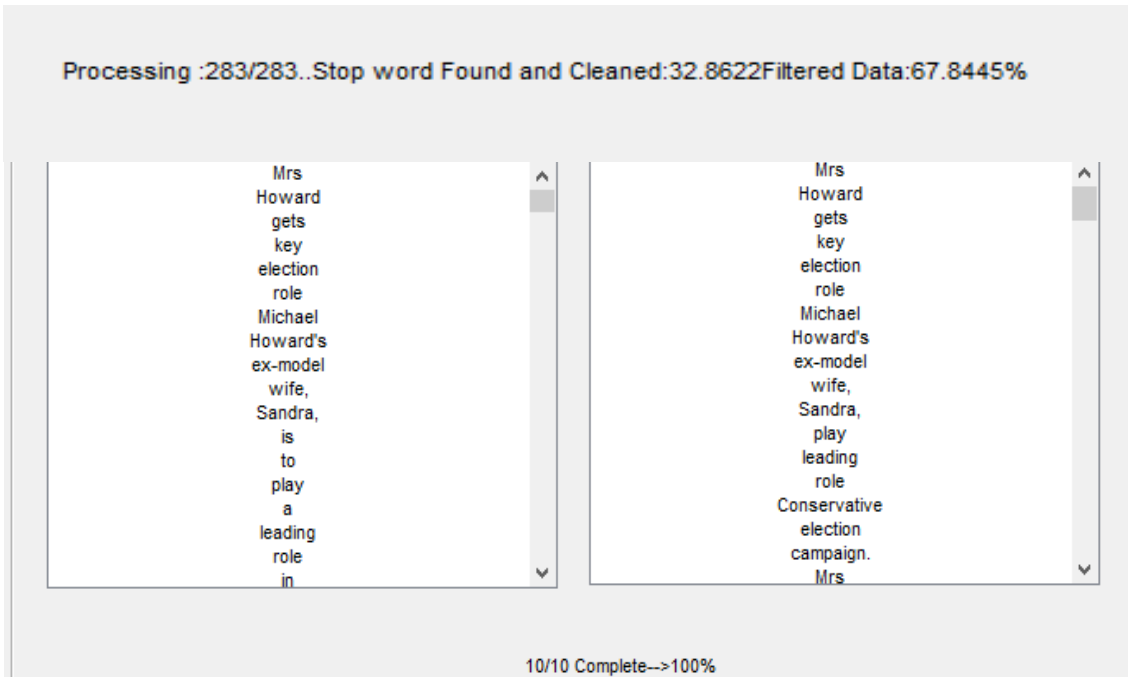 Processing :283/283..Stop word Found and Cleaned:32.8622Filtered Data:67.8445%
Mrs
Howard
gets
key
election
role
Michael
Howard's
ex-model
wife,
Sandra,
is
to
play
a
leading
role
in
Mrs
Howard
gets
key
election
role
Michael
Howard's
ex-model
wife,
Sandra,
play
leading
role
Conservative
election
campaign.
Mrs
10/10 Complete-->100%